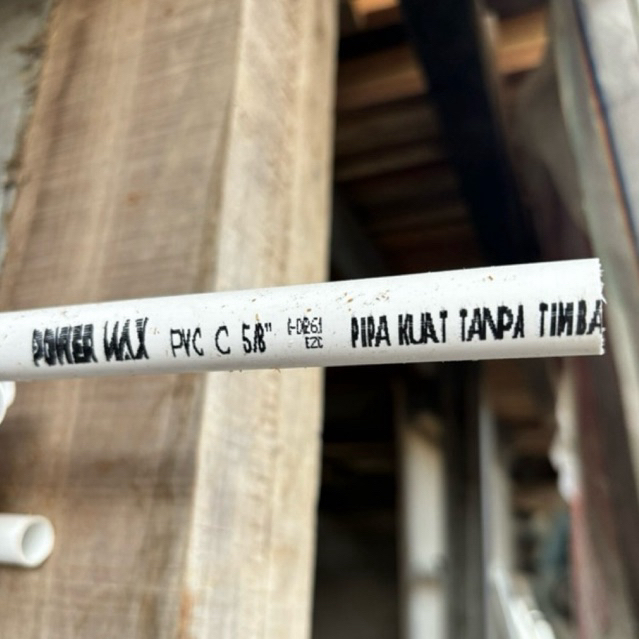 POWER MAX PVC C 5/8" PIPA KUAT TANPA TIMBA